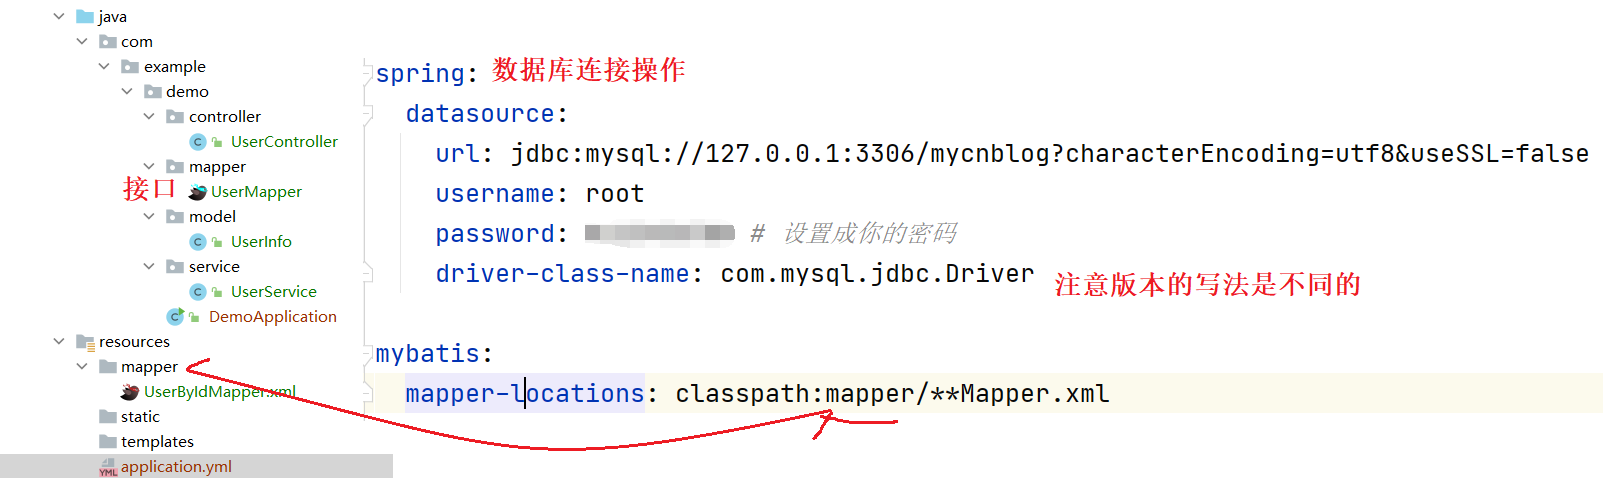 java
com
example
demo
controller
UserController
mapper
接口 UserMapper
model
UserInfo
service
UserService
DemoApplication
resources
mapper
UserByIdMapper.xml
static
templates
application.yml
spring: 数据库连接操作
datasource:
url: jdbc:mysql://127.0.0.1:3306/mycnblog?characterEncoding=utf8&useSSL=false
username: root
password: # 设置成你的密码
driver-class-name: com.mysql.jdbc.Driver 注意版本的写法是不同的
mybatis:
mapper-locations: classpath:mapper/**Mapper.xml